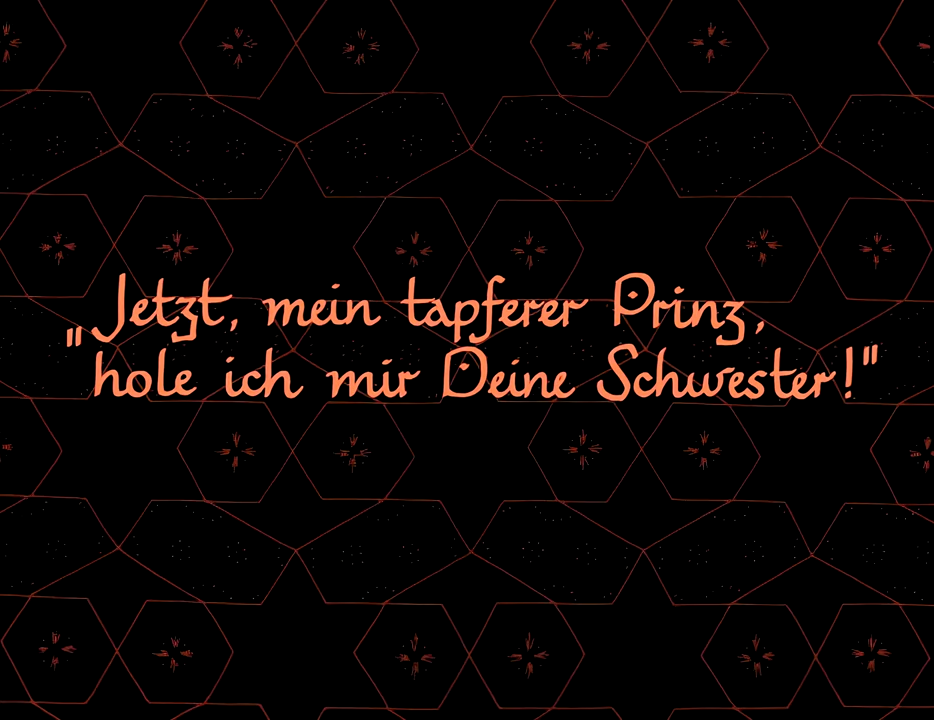 „Jetzt, mein tapferer Prinz,
hole ich mir Deine Schwester!"